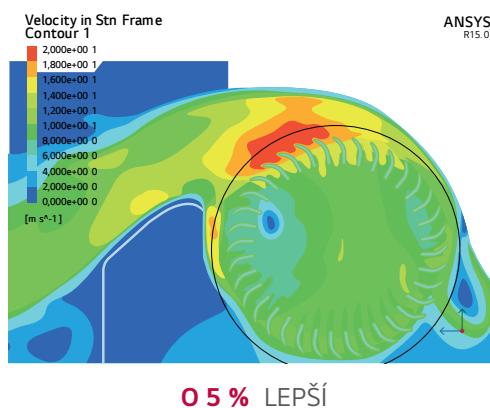 Velocity in Stn Frame
Contour 1
ANSYS
R15.0
2,000e+00 1
1,800e+00 1
1,600e+00 1
1,400e+00 1
1,200e+00 1
1,000e+00 1
8,000e+00 0
6,000e+00 0
4,000e+00 0
2,000e+00 0
0,000e+00 0
[m s^-1]
O 5 % LEPŠÍ